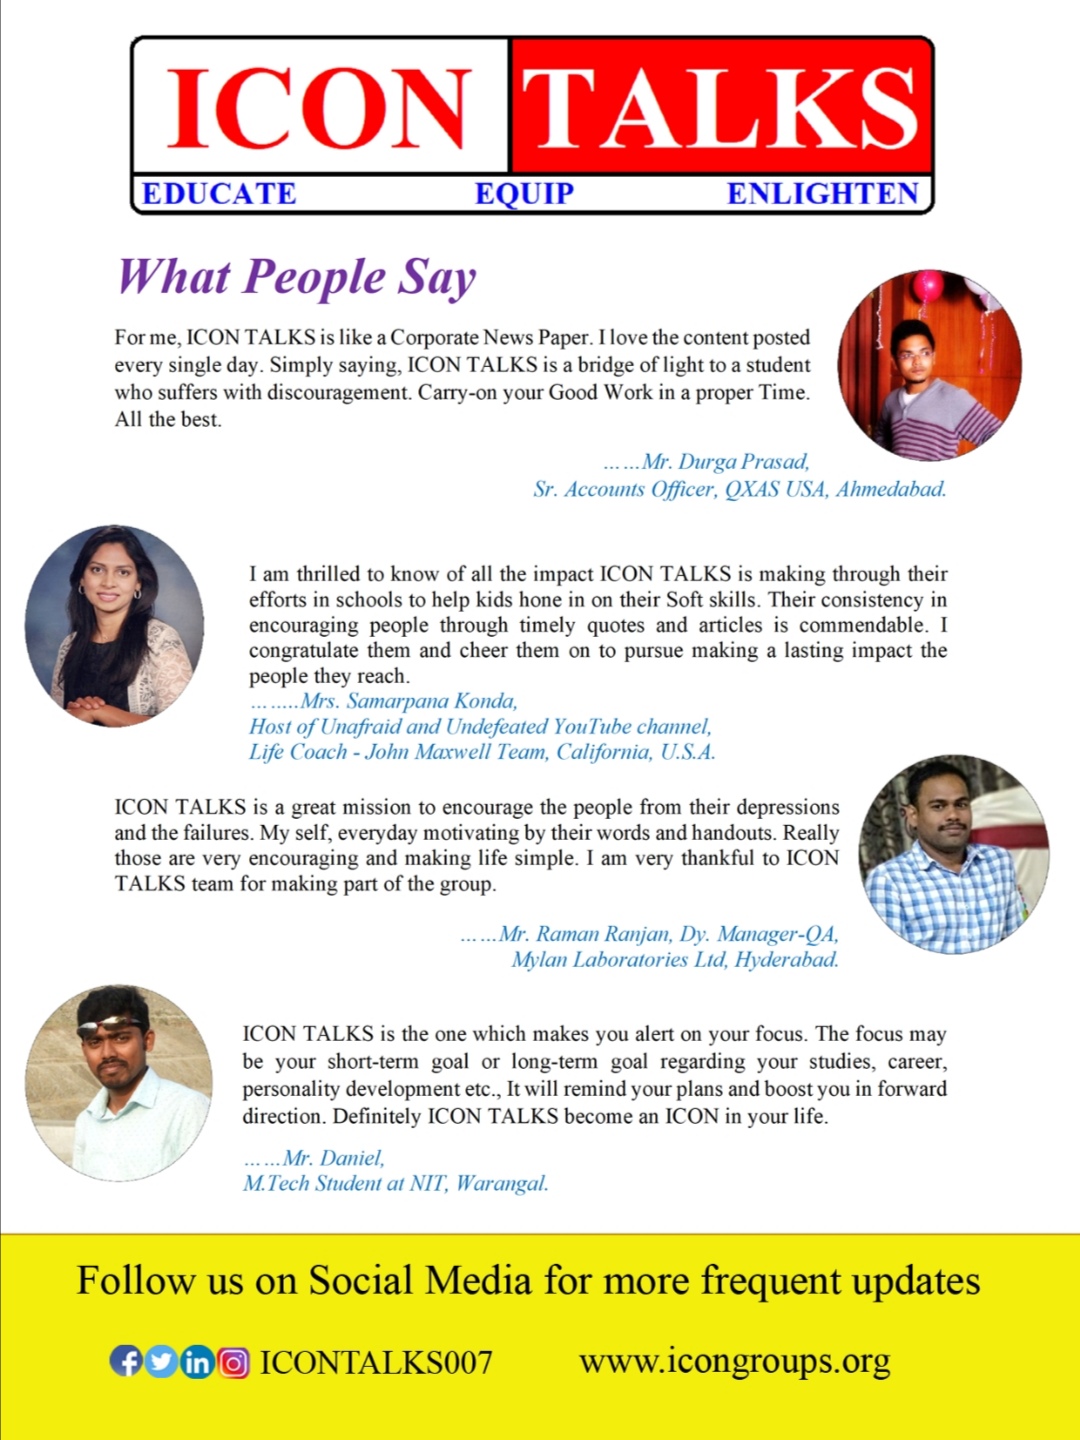 ICON TALKS
EDUCATE EQUIP ENLIGHTEN
What People Say
For me, ICON TALKS is like a Corporate News Paper. I love the content posted
every single day. Simply saying, ICON TALKS is a bridge of light to a student
who suffers with discouragement. Carry-on your Good Work in a proper Time.
All the best.
……Mr. Durga Prasad,
Sr. Accounts Officer, QXAS USA, Ahmedabad.
I am thrilled to know of all the impact ICON TALKS is making through their
efforts in schools to help kids hone in on their Soft skills. Their consistency in
encouraging people through timely quotes and articles is commendable. I
congratulate them and cheer them on to pursue making a lasting impact the
people they reach.
……..Mrs. Samarpana Konda,
Host of Unafraid and Undefeated YouTube channel,
Life Coach - John Maxwell Team, California, U.S.A.
ICON TALKS is a great mission to encourage the people from their depressions
and the failures. My self, everyday motivating by their words and handouts. Really
those are very encouraging and making life simple. I am very thankful to ICON
TALKS team for making part of the group.
……Mr. Raman Ranjan, Dy. Manager-QA,
Mylan Laboratories Ltd, Hyderabad.
ICON TALKS is the one which makes you alert on your focus. The focus may
be your short-term goal or long-term goal regarding your studies, career,
personality development etc., It will remind your plans and boost you in forward
direction. Definitely ICON TALKS become an ICON in your life.
……Mr. Daniel,
M.Tech Student at NIT, Warangal.
Follow us on Social Media for more frequent updates
ICONTALKS007 www.icongroups.org